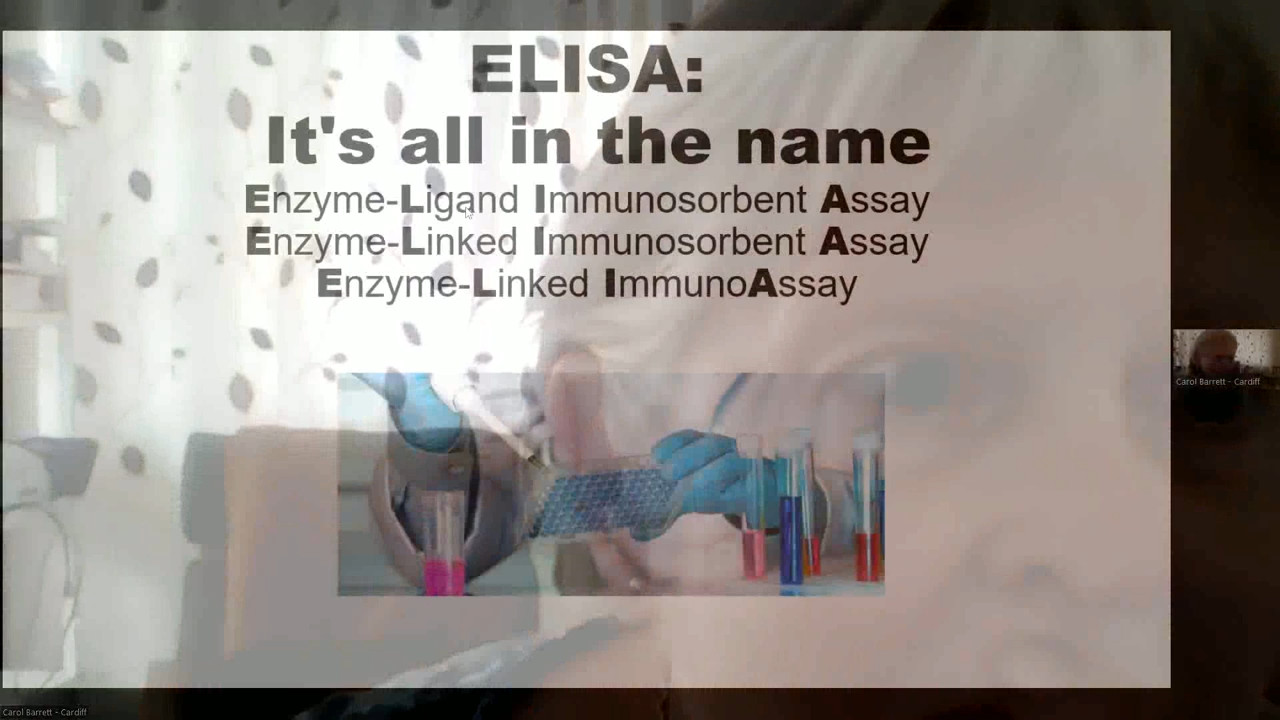 ELISA:
It's all in the name
Enzyme-Ligand Immunosorbent Assay
Enzyme-Linked Immunosorbent Assay
Enzyme-Linked ImmunoAssay
Carol Barrett - Cardiff
Carol Barrett - Cardiff